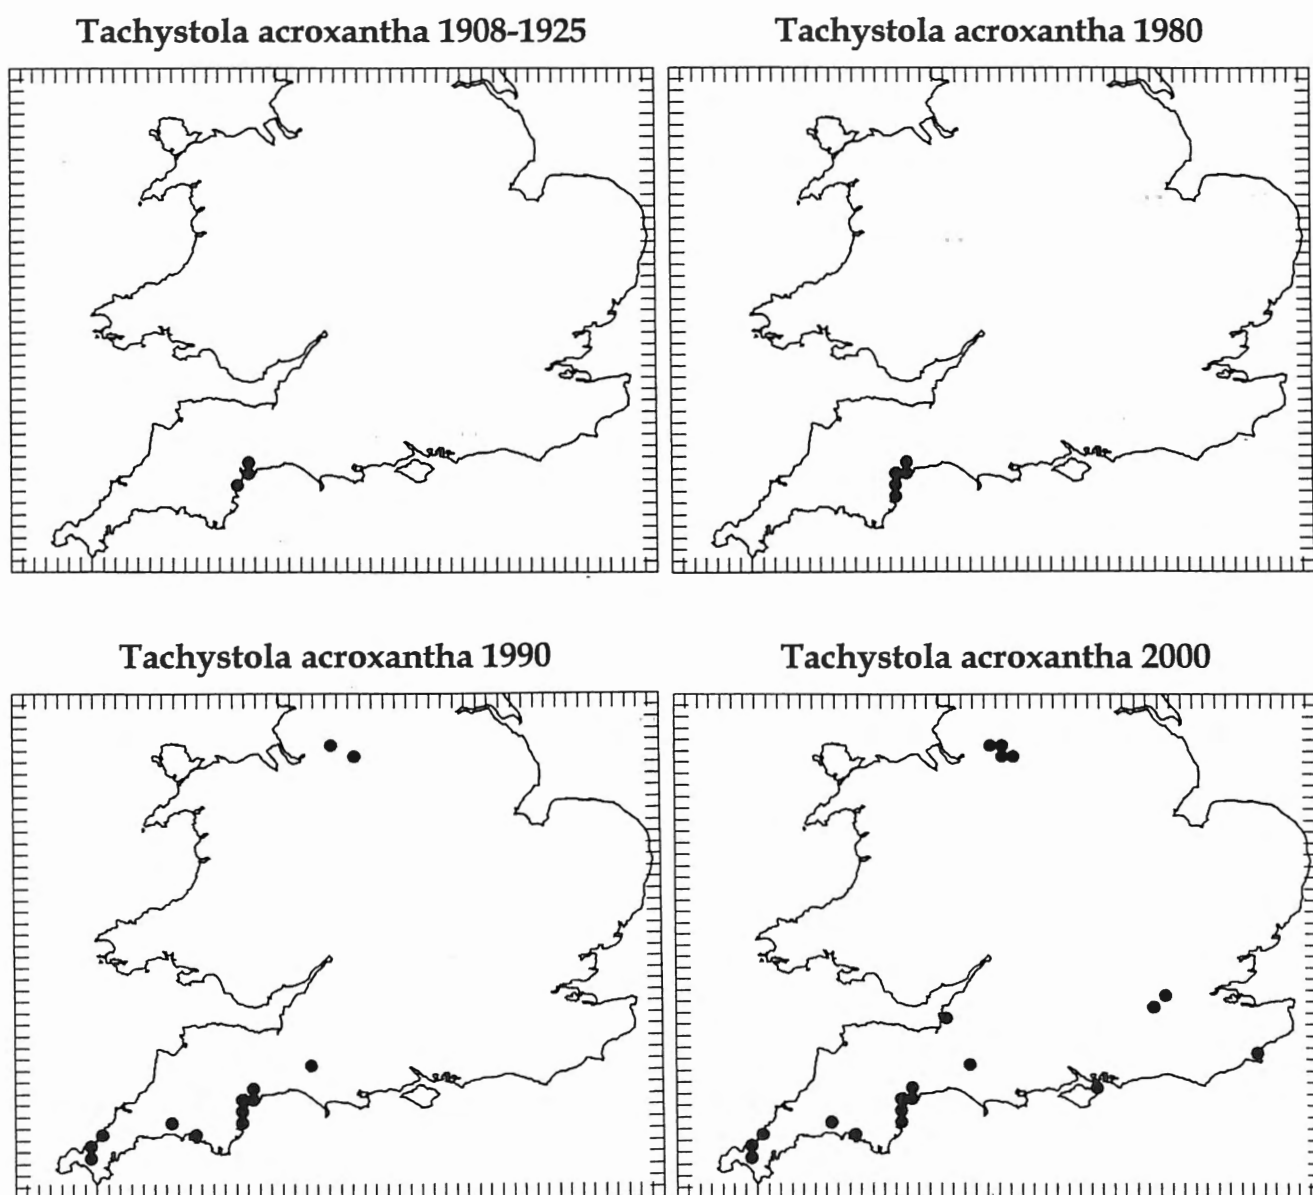 Tachystola acroxantha 1908-1925
Tachystola acroxantha 1980
Tachystola acroxantha 1990
Tachystola acroxantha 2000